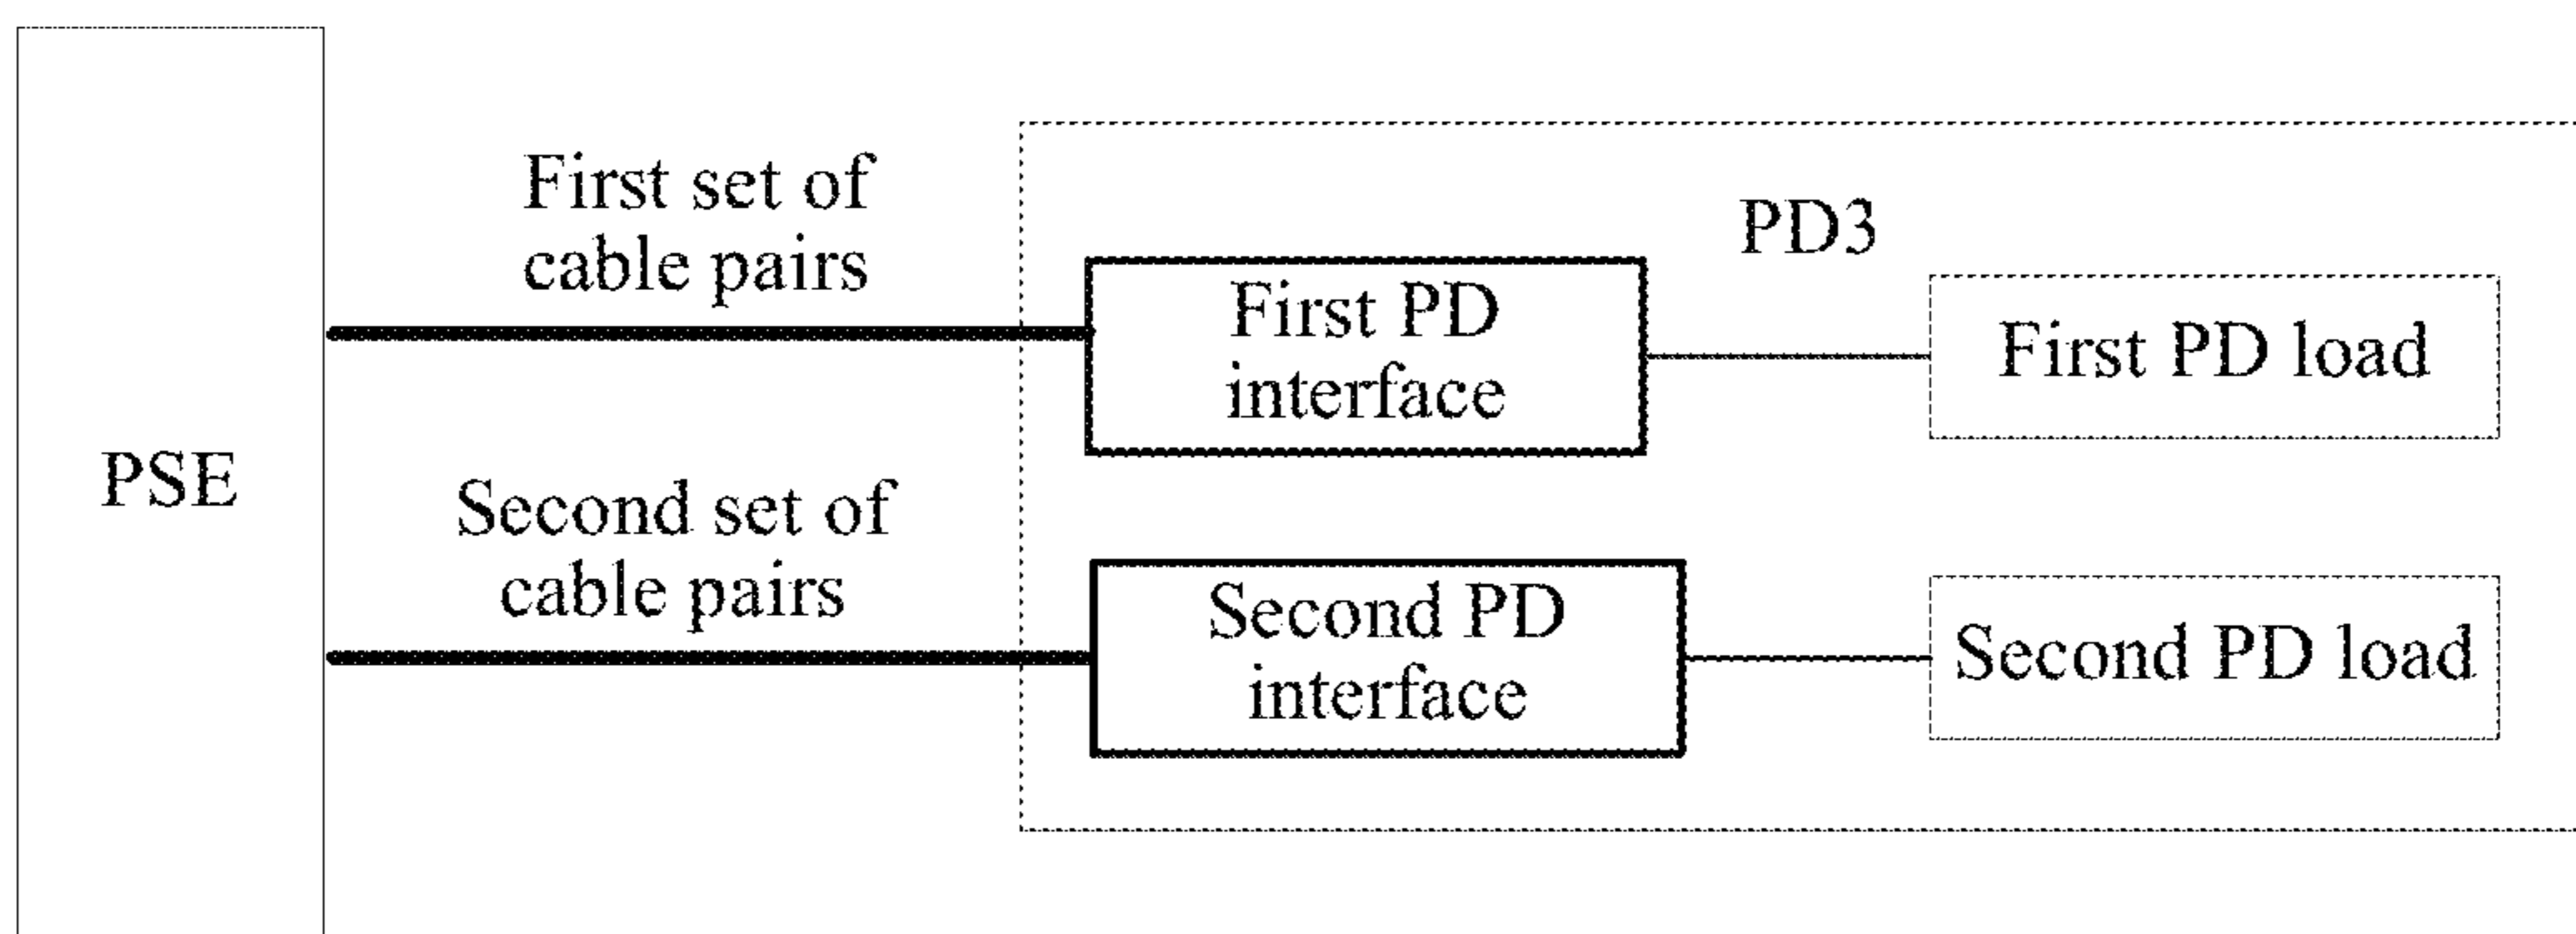 PSE
First set of
cable pairs
Second set of
cable pairs
PD3
First PD
interface
First PD load
Second PD
interface
Second PD load